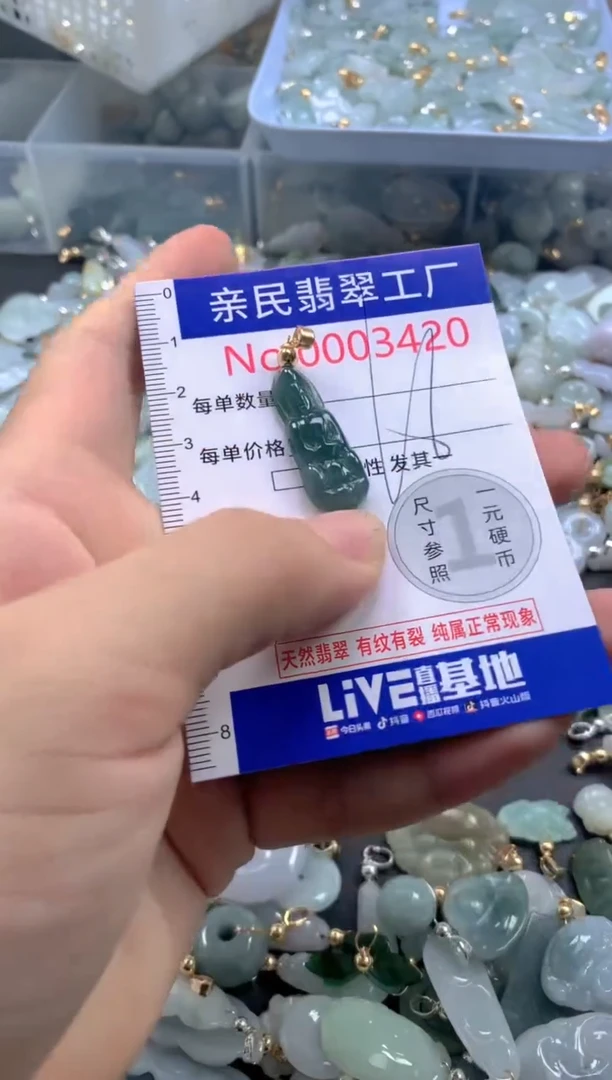 亲民翡翠工厂
No 0003420
每单数量
每单价格
性 发其一
尺寸参照
1
一元硬币
天然翡翠 有纹有裂 纯属正常现象
LiVE直播基地
今日头条 抖音 西瓜视频 抖音火山版
0
1
2
3
4
8